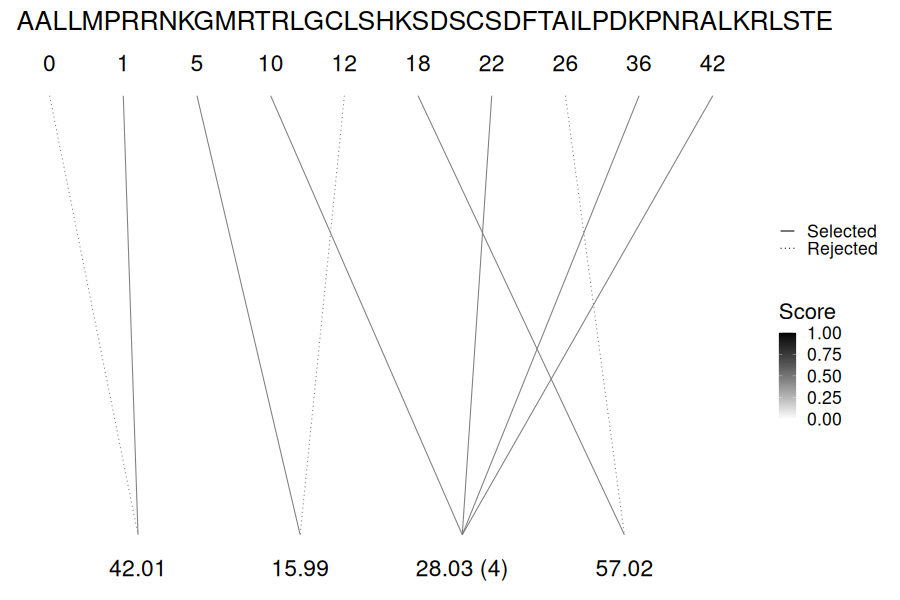 AALLMPRRNKGMRTRLGCLSHKSDSCSDFTAILPDKPNRALKRLSTE
0 1 5 10 12 18 22 26 36 42
Selected
Rejected
Score
1.00
0.75
0.50
0.25
0.00
42.01 15.99 28.03 (4) 57.02